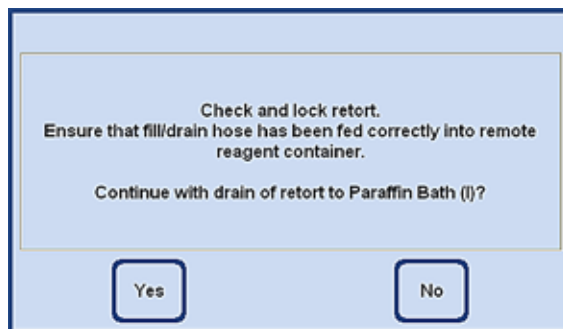 Check and lock retort.
Ensure that fill/drain hose has been fed correctly into remote
reagent container.
Continue with drain of retort to Paraffin Bath (I)?
Yes
No